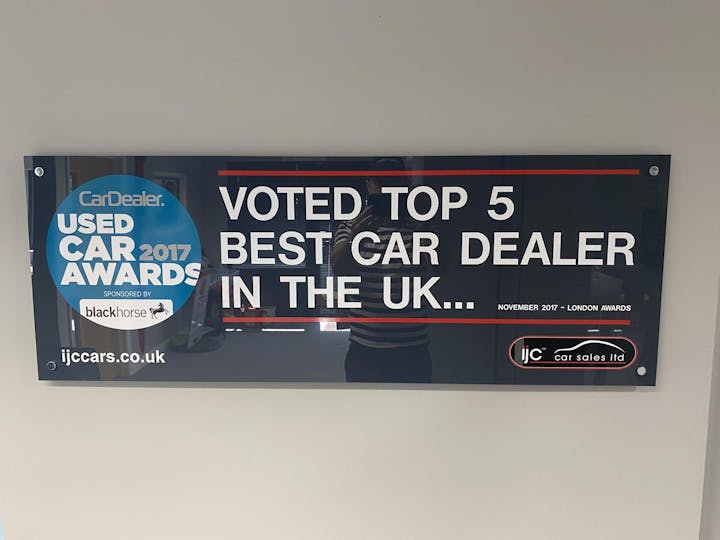 CarDealer.
USED
CAR 2017
AWARDS
SPONSORED BY
blackhorse
ijccars.co.uk
VOTED TOP 5
BEST CAR DEALER
IN THE UK...
NOVEMBER 2017 - LONDON AWARDS
ijc
car sales ltd